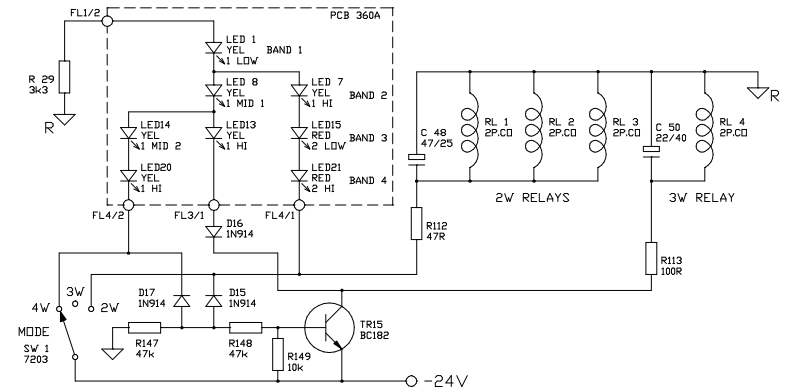 FL1/2
PCB 360A
LED 1
YEL
1 LOW
BAND 1
R 29
3k3
R
LED 8
YEL
1 MID 1
LED 7
YEL
1 HI
BAND 2
LED14
YEL
1 MID 2
LED13
YEL
1 HI
LED15
RED
2 LOW
BAND 3
LED20
YEL
1 HI
LED21
RED
2 HI
BAND 4
FL4/2
FL3/1
FL4/1
C 48
47/25
RL 1
2P.CO
RL 2
2P.CO
RL 3
2P.CO
C 50
22/40
RL 4
2P.CO
R
2W RELAYS
3W RELAY
D16
1N914
R112
47R
R113
100R
4W
3W
2W
MODE
SW 1
7203
D17
1N914
D15
1N914
R147
47k
R148
47k
R149
10k
TR15
BC182
-24V